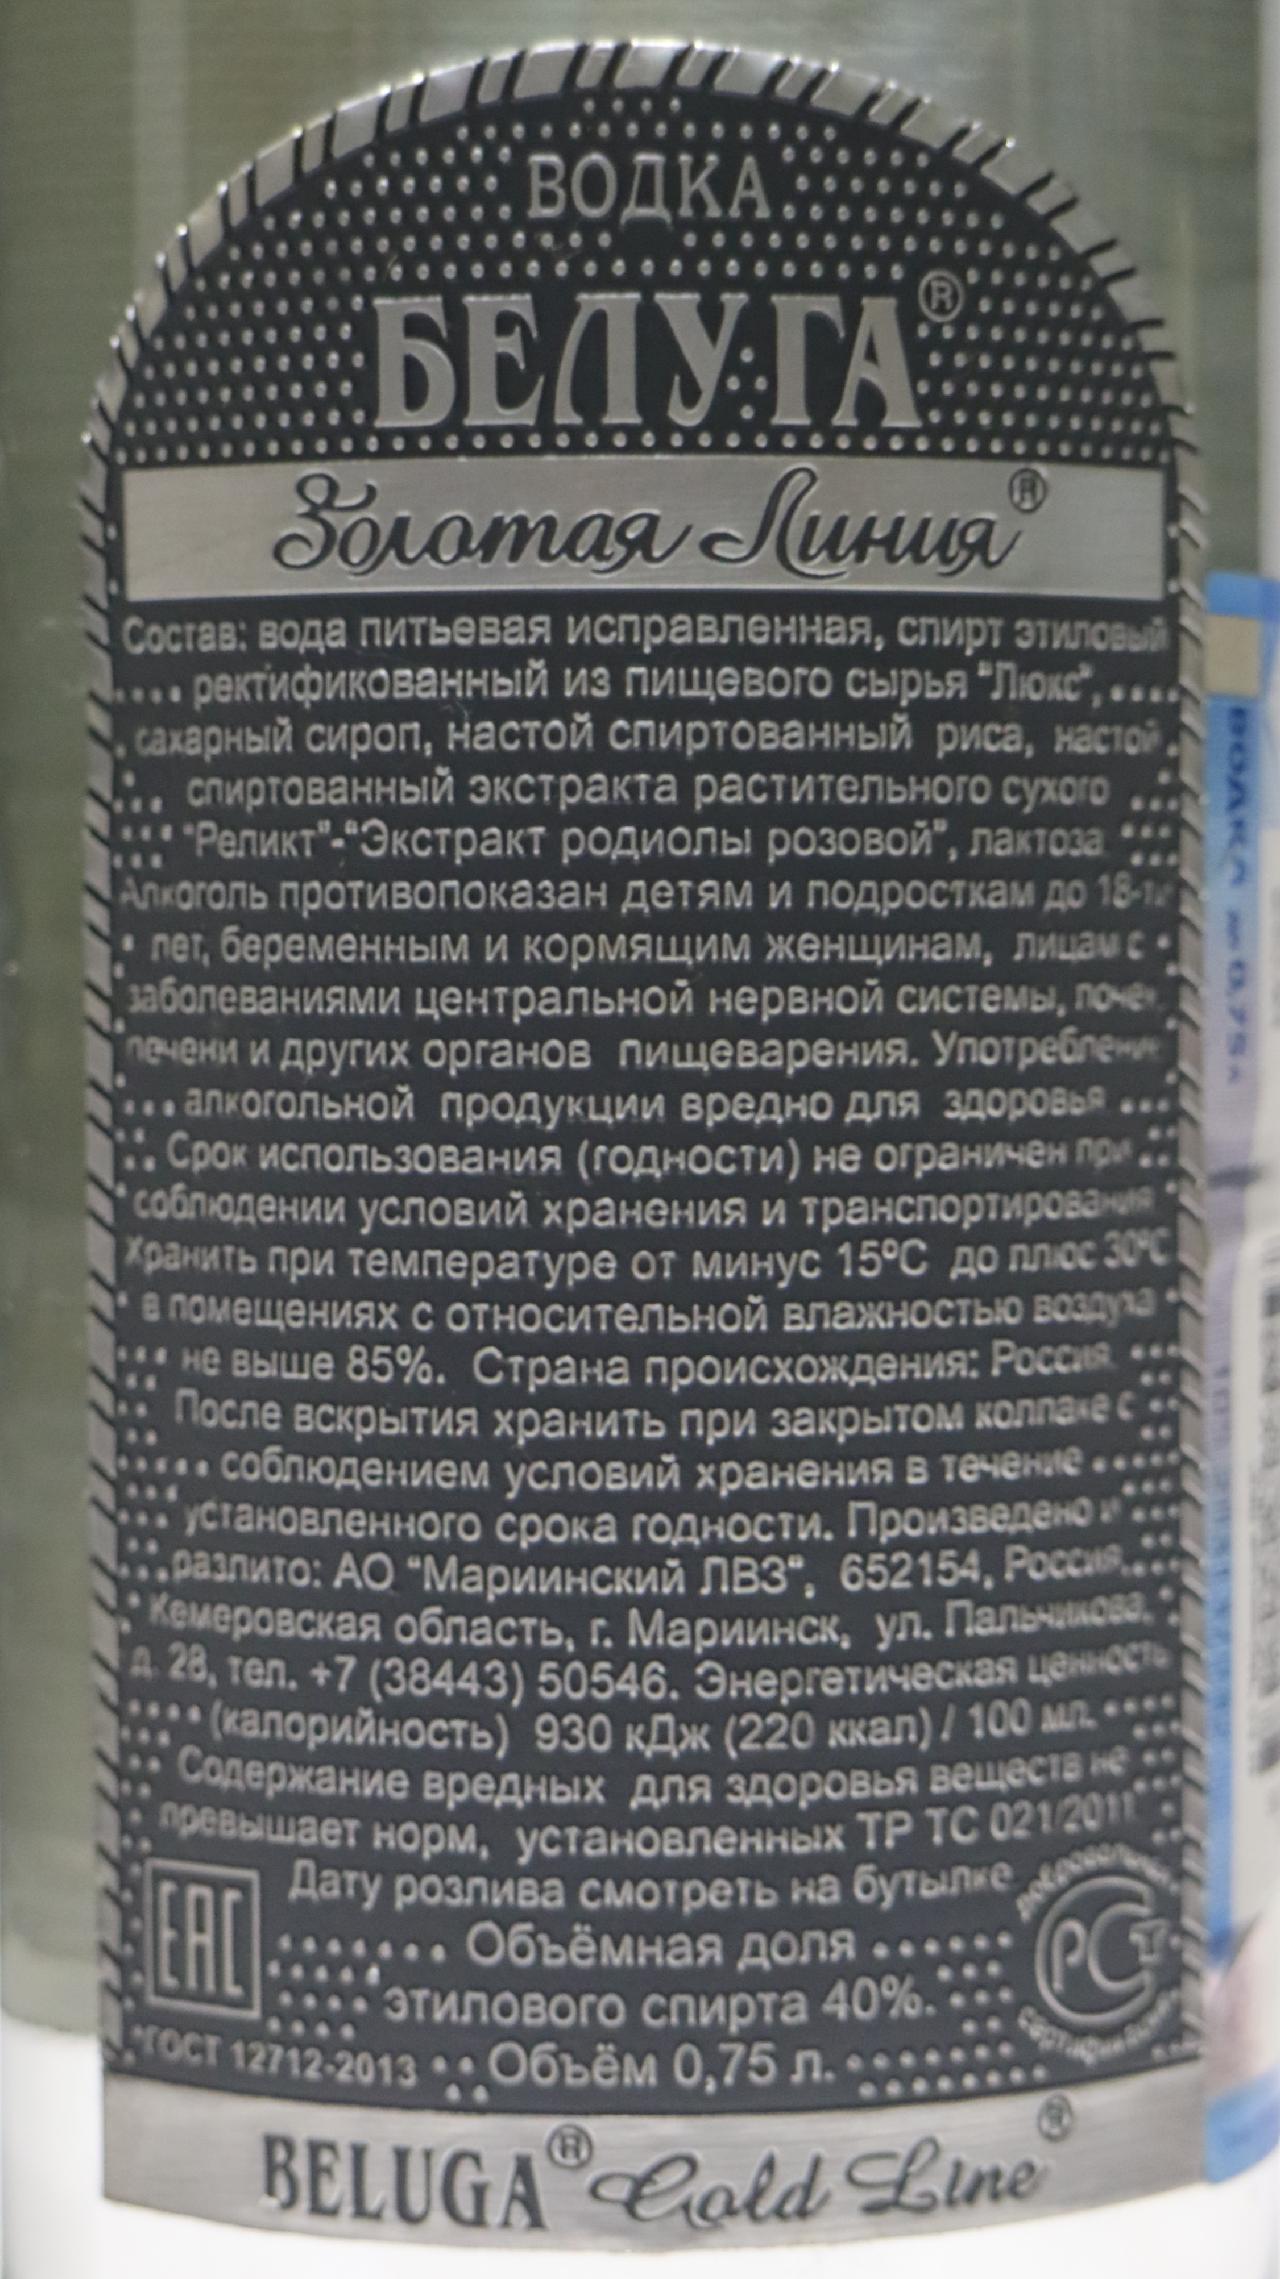 ВОДКА
БЕЛУГА®
Золотая Линия®
Состав: вода питьевая исправленная, спирт этиловый
ректификованный из пищевого сырья "Люкс",
сахарный сироп, настой спиртованный риса, настой
спиртованный экстракта растительного сухого
"Реликт"-"Экстракт родиолы розовой", лактоза.
Алкоголь противопоказан детям и подросткам до 18-ти
лет, беременным и кормящим женщинам, лицам с
заболеваниями центральной нервной системы, почек,
печени и других органов пищеварения. Употребление
алкогольной продукции вредно для здоровья
Срок использования (годности) не ограничен при
соблюдении условий хранения и транспортирования
Хранить при температуре от минус 15°С до плюс 30°С
в помещениях с относительной влажностью воздуха
не выше 85%. Страна происхождения: Россия.
После вскрытия хранить при закрытом колпаке с
соблюдением условий хранения в течение
установленного срока годности. Произведено и
разлито: АО "Мариинский ЛВЗ", 652154, Россия,
Кемеровская область, г. Мариинск, ул. Пальчикова,
д. 28, тел. +7 (38443) 50546. Энергетическая ценность
(калорийность) 930 кДж (220 ккал) / 100 мл.
Содержание вредных для здоровья веществ не
превышает норм, установленных ТР ТС 021/2011
Дату розлива смотреть на бутылке
добровольная
РСТ
сертификация
ЕАС
Объёмная доля
этилового спирта 40%.
ГОСТ 12712-2013
Объём 0,75 л.
BELUGA® Gold Line®
ВОДКА
0,75л